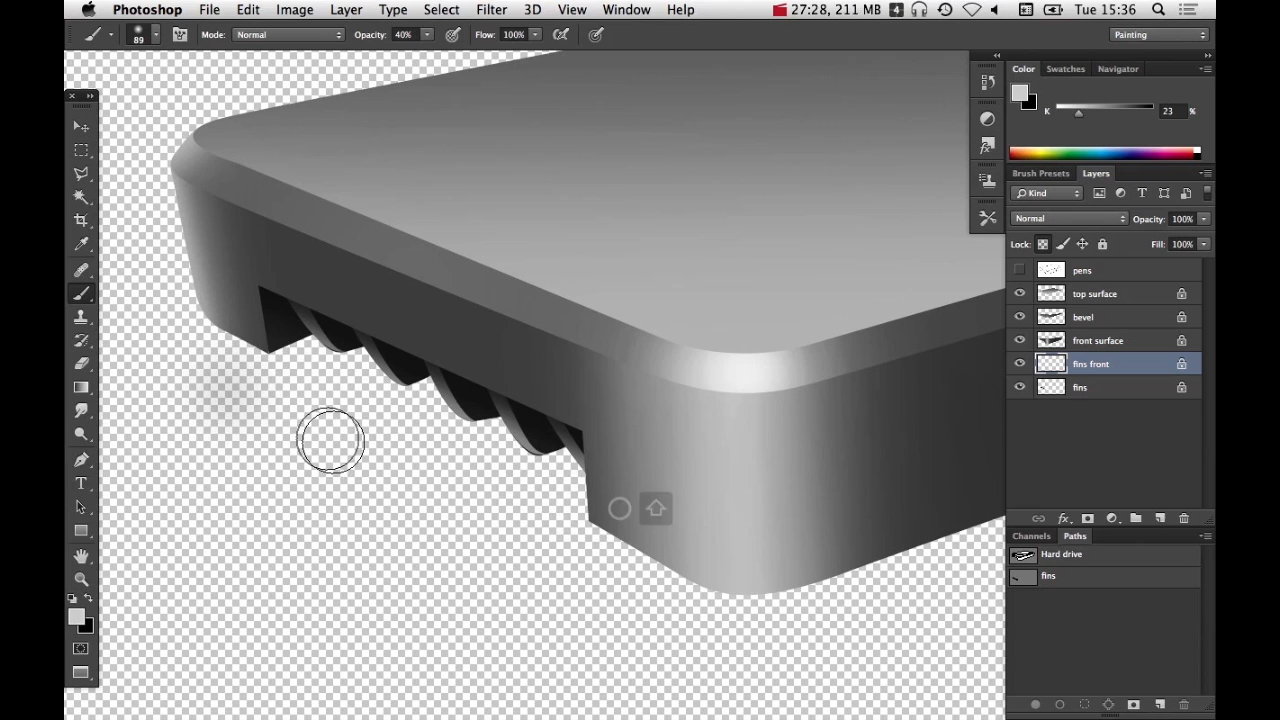 Photoshop File Edit Image Layer Type Select Filter 3D View Window Help 27:28, 211 MB 4 Tue 15:36
89 Mode: Normal Opacity: 40% Flow: 100% Painting
Color Swatches Navigator
K 23 %
Brush Presets Layers
Kind T
Normal Opacity: 100%
Lock: Fill: 100%
pens
top surface
bevel
front surface
fins front
fins
fx
Channels Paths
Hard drive
fins
T